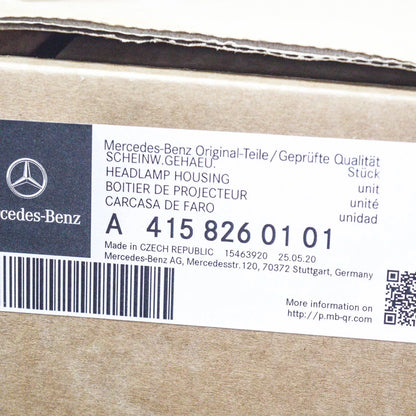 Mercedes-Benz Original-Teile/Geprüfte Qualität
SCHEINW.GEHAEU. Stück
HEADLAMP HOUSING unit
BOITIER DE PROJECTEUR unité
CARCASA DE FARO unidad
rcedes-Benz
A 415 826 01 01
Made in CZECH REPUBLIC 15463920 25.05.20
Mercedes-Benz AG, Mercedesstr.120, 70372 Stuttgart, Germany
More information on
http://p.mb-qr.com